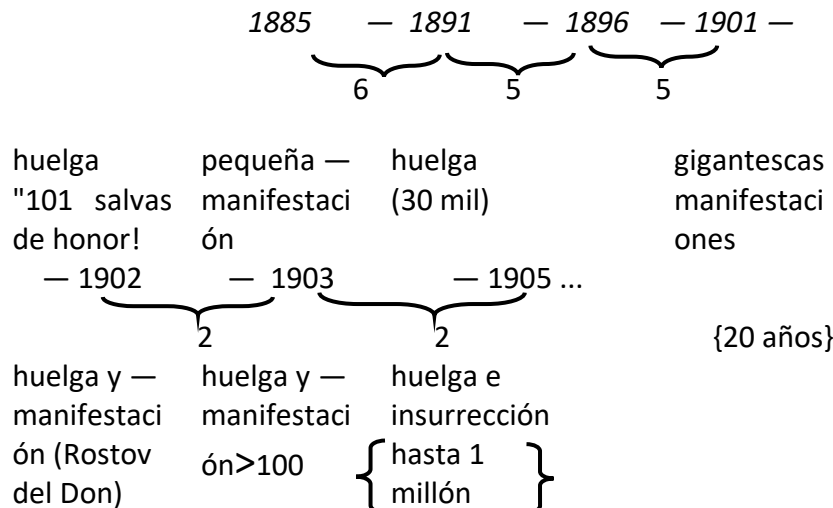 1885 — 1891 — 1896 — 1901 —
6 5 5
huelga pequeña — huelga gigantescas
"101 salvas manifestaci (30 mil) manifestaci
de honor! ón ones
— 1902 — 1903 — 1905 ...
2 2 {20 años}
huelga y — huelga y — huelga e
manifestaci manifestaci insurrección
ón (Rostov ón>100 { hasta 1 }
del Don) millón